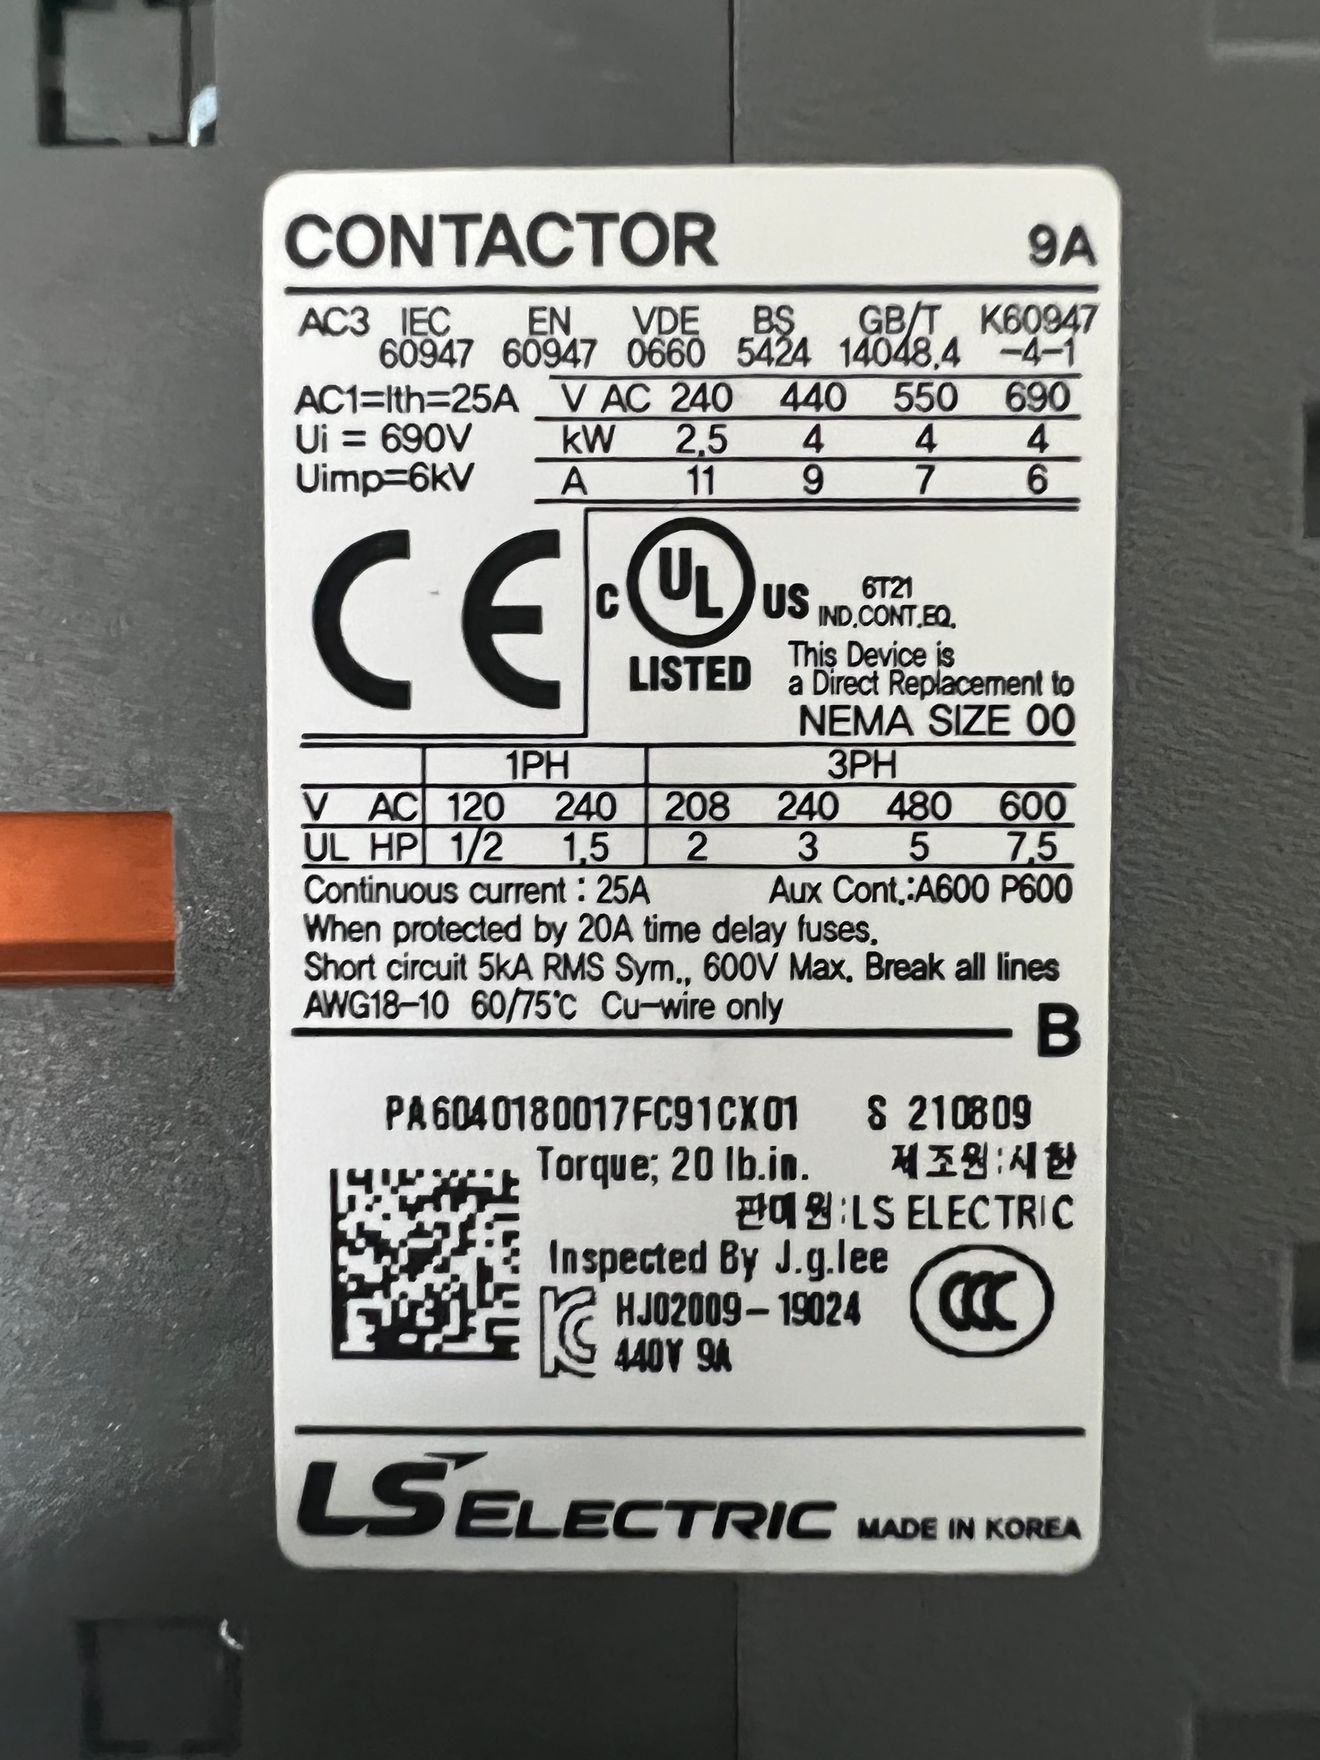 CONTACTOR 9A
AC3 IEC EN VDE BS GB/T K60947
60947 60947 0660 5424 14048.4 -4-1
AC1=Ith=25A V AC 240 440 550 690
Ui = 690V kW 2.5 4 4 4
Uimp=6kV A 11 9 7 6
CE
C UL US 6T21
IND.CONT.EQ.
LISTED This Device is
a Direct Replacement to
NEMA SIZE 00
1PH 3PH
V AC 120 240 208 240 480 600
UL HP 1/2 1.5 2 3 5 7.5
Continuous current : 25A Aux Cont.:A600 P600
When protected by 20A time delay fuses.
Short circuit 5kA RMS Sym., 600V Max. Break all lines
AWG18-10 60/75℃ Cu-wire only
B
PA6040180017FC91CX01 S 210809
Torque; 20 lb.in. 제조원:세한
판매원:LS ELECTRIC
Inspected By J.g.lee
KC HJ02009-19024 CCC
440V 9A
LS ELECTRIC MADE IN KOREA